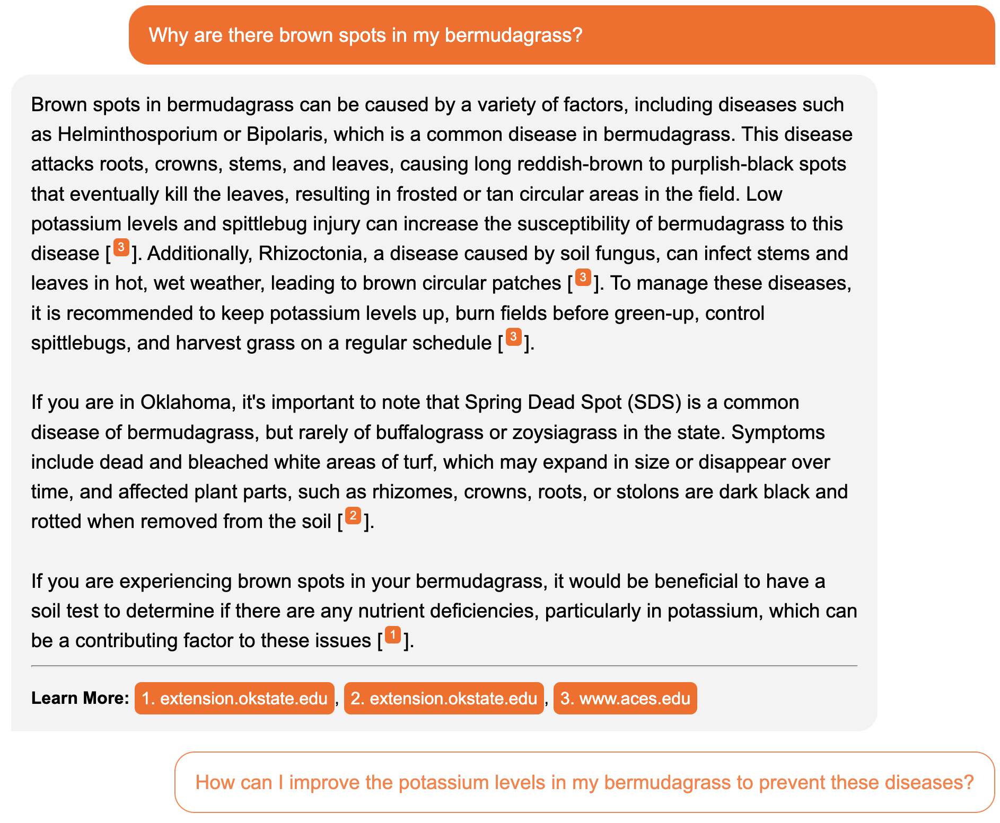 Why are there brown spots in my bermudagrass?
Brown spots in bermudagrass can be caused by a variety of factors, including diseases such
as Helminthosporium or Bipolaris, which is a common disease in bermudagrass. This disease
attacks roots, crowns, stems, and leaves, causing long reddish-brown to purplish-black spots
that eventually kill the leaves, resulting in frosted or tan circular areas in the field. Low
potassium levels and spittlebug injury can increase the susceptibility of bermudagrass to this
disease [3]. Additionally, Rhizoctonia, a disease caused by soil fungus, can infect stems and
leaves in hot, wet weather, leading to brown circular patches [3]. To manage these diseases,
it is recommended to keep potassium levels up, burn fields before green-up, control
spittlebugs, and harvest grass on a regular schedule [3].
If you are in Oklahoma, it's important to note that Spring Dead Spot (SDS) is a common
disease of bermudagrass, but rarely of buffalograss or zoysiagrass in the state. Symptoms
include dead and bleached white areas of turf, which may expand in size or disappear over
time, and affected plant parts, such as rhizomes, crowns, roots, or stolons are dark black and
rotted when removed from the soil [2].
If you are experiencing brown spots in your bermudagrass, it would be beneficial to have a
soil test to determine if there are any nutrient deficiencies, particularly in potassium, which can
be a contributing factor to these issues [1].
Learn More: 1. extension.okstate.edu, 2. extension.okstate.edu, 3. www.aces.edu
How can I improve the potassium levels in my bermudagrass to prevent these diseases?